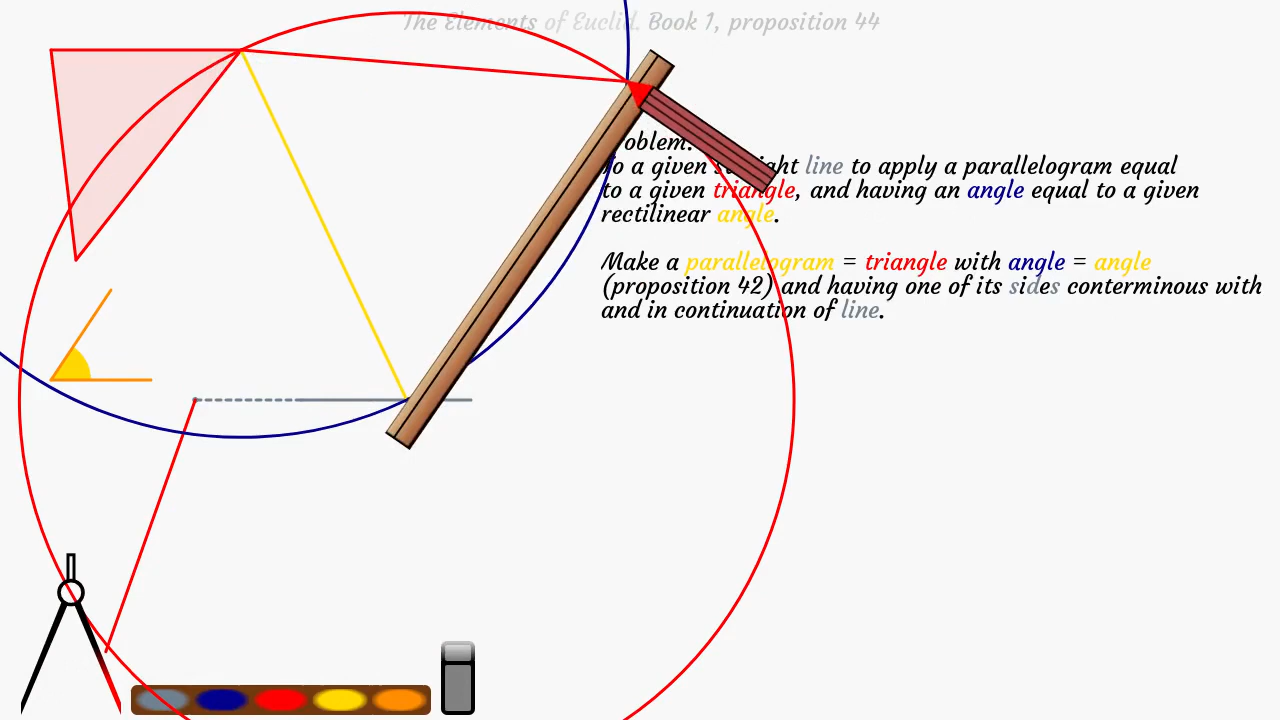 The Elements of Euclid. Book 1, proposition 44
oblem.
o a given ht line to apply a parallelogram equal
to a given triangle, and having an angle equal to a given
rectilinear angle.
Make a parallelogram = triangle with angle = angle
(proposition 42) and having one of its sides conterminous with
and in continuation of line.